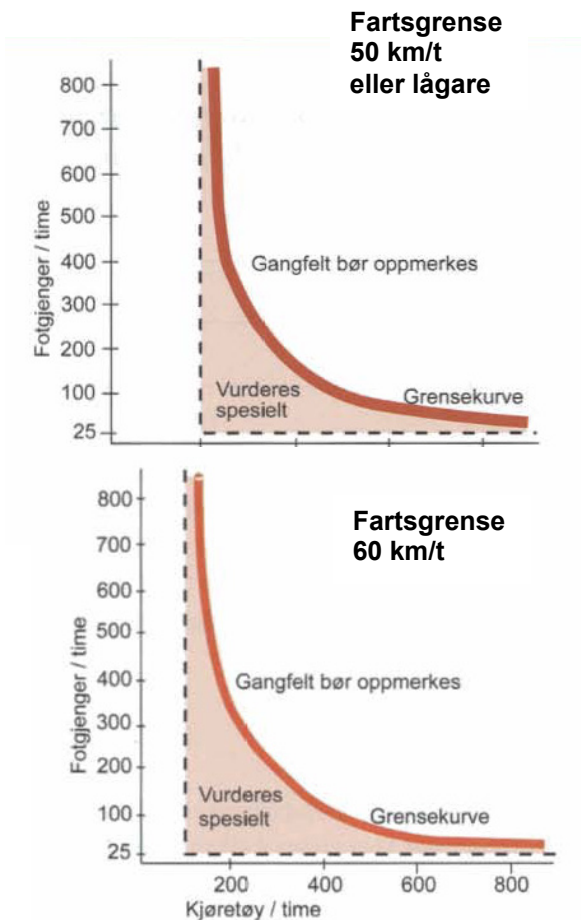 Fartsgrense
50 km/t
eller lågare
800
700
600
500
400
300
200
100
25
Fotgjenger / time
Gangfelt bør oppmerkes
Vurderes
spesielt
Grensekurve
Fartsgrense
60 km/t
800
700
600
500
400
300
200
100
25
Fotgjenger / time
Gangfelt bør oppmerkes
Vurderes
spesielt
Grensekurve
200
400
600
800
Kjøretøy / time